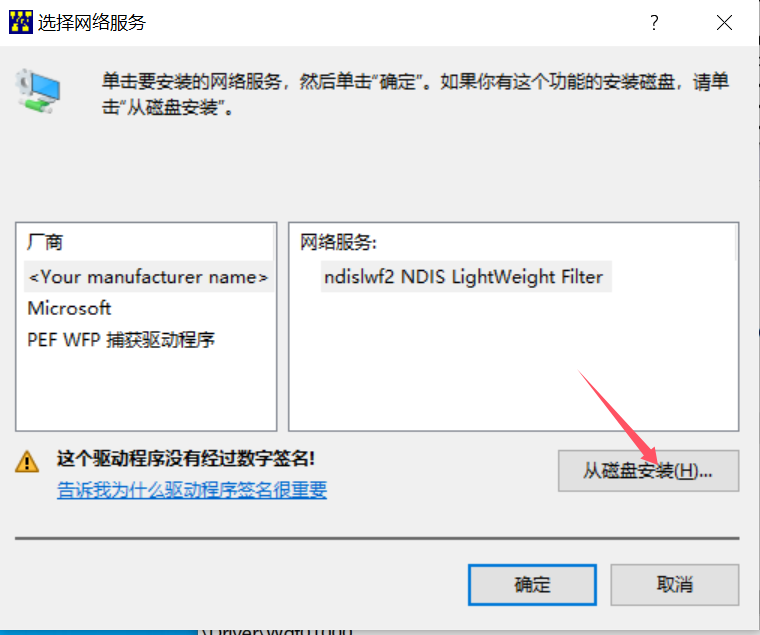 选择网络服务
?
单击要安装的网络服务，然后单击“确定”。如果你有这个功能的安装磁盘，请单
击“从磁盘安装”。
厂商
<Your manufacturer name>
Microsoft
PEF WFP 捕获驱动程序
网络服务:
ndislwf2 NDIS LightWeight Filter
这个驱动程序没有经过数字签名!
告诉我为什么驱动程序签名很重要
从磁盘安装(H)...
确定
取消